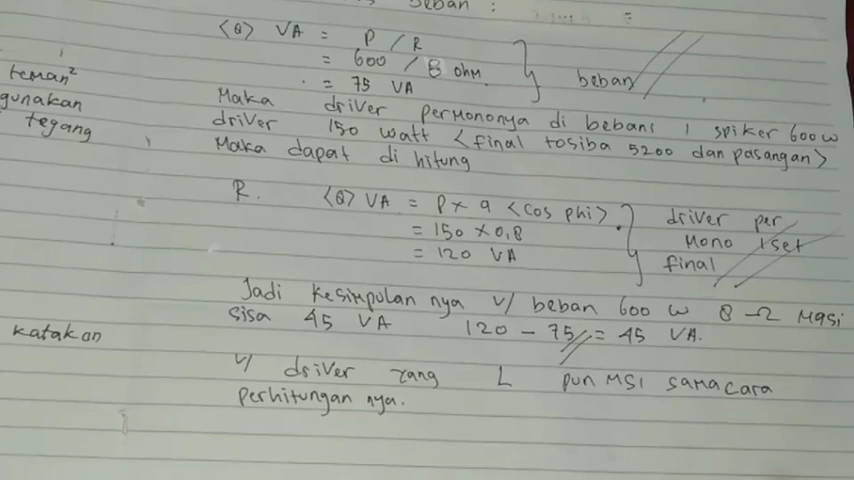 beban :
<Q> VA = P / R
= 600 / 8 ohm.
= 75 VA
beban
teman²
gunakan
tegang
Maka driver permononya di bebani 1 spiker 600 w
driver 150 watt <final tosiba 5200 dan pasangan>
Maka dapat di hitung
R. <Q> VA = P x a <cos phi>.
= 150 x 0,8
= 120 VA
driver per
Mono 1 set
final
Jadi kesimpulan nya u/ beban 600 w 8 Ω Masi
sisa 45 VA 120 - 75 = 45 VA.
katakan
u/ driver yang L pun MSI sama cara
perhitungan nya.